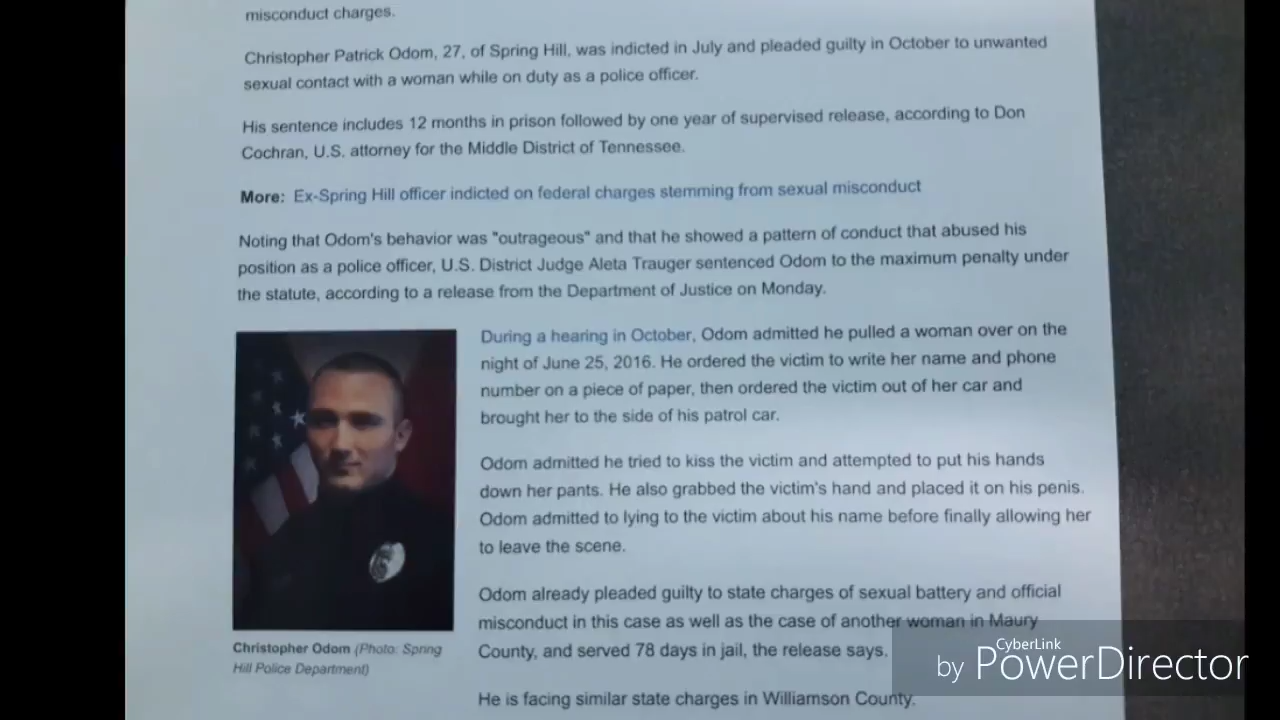 misconduct charges.
Christopher Patrick Odom, 27, of Spring Hill, was indicted in July and pleaded guilty in October to unwanted
sexual contact with a woman while on duty as a police officer.
His sentence includes 12 months in prison followed by one year of supervised release, according to Don
Cochran, U.S. attorney for the Middle District of Tennessee.
More: Ex-Spring Hill officer indicted on federal charges stemming from sexual misconduct
Noting that Odom's behavior was "outrageous" and that he showed a pattern of conduct that abused his
position as a police officer, U.S. District Judge Aleta Trauger sentenced Odom to the maximum penalty under
the statute, according to a release from the Department of Justice on Monday.
During a hearing in October, Odom admitted he pulled a woman over on the
night of June 25, 2016. He ordered the victim to write her name and phone
number on a piece of paper, then ordered the victim out of her car and
brought her to the side of his patrol car.
Odom admitted he tried to kiss the victim and attempted to put his hands
down her pants. He also grabbed the victim's hand and placed it on his penis.
Odom admitted to lying to the victim about his name before finally allowing her
to leave the scene.
Odom already pleaded guilty to state charges of sexual battery and official
misconduct in this case as well as the case of another woman in Maury
County, and served 78 days in jail, the release says.
He is facing similar state charges in Williamson County.
Christopher Odom (Photo: Spring
Hill Police Department)
CyberLink
by PowerDirector